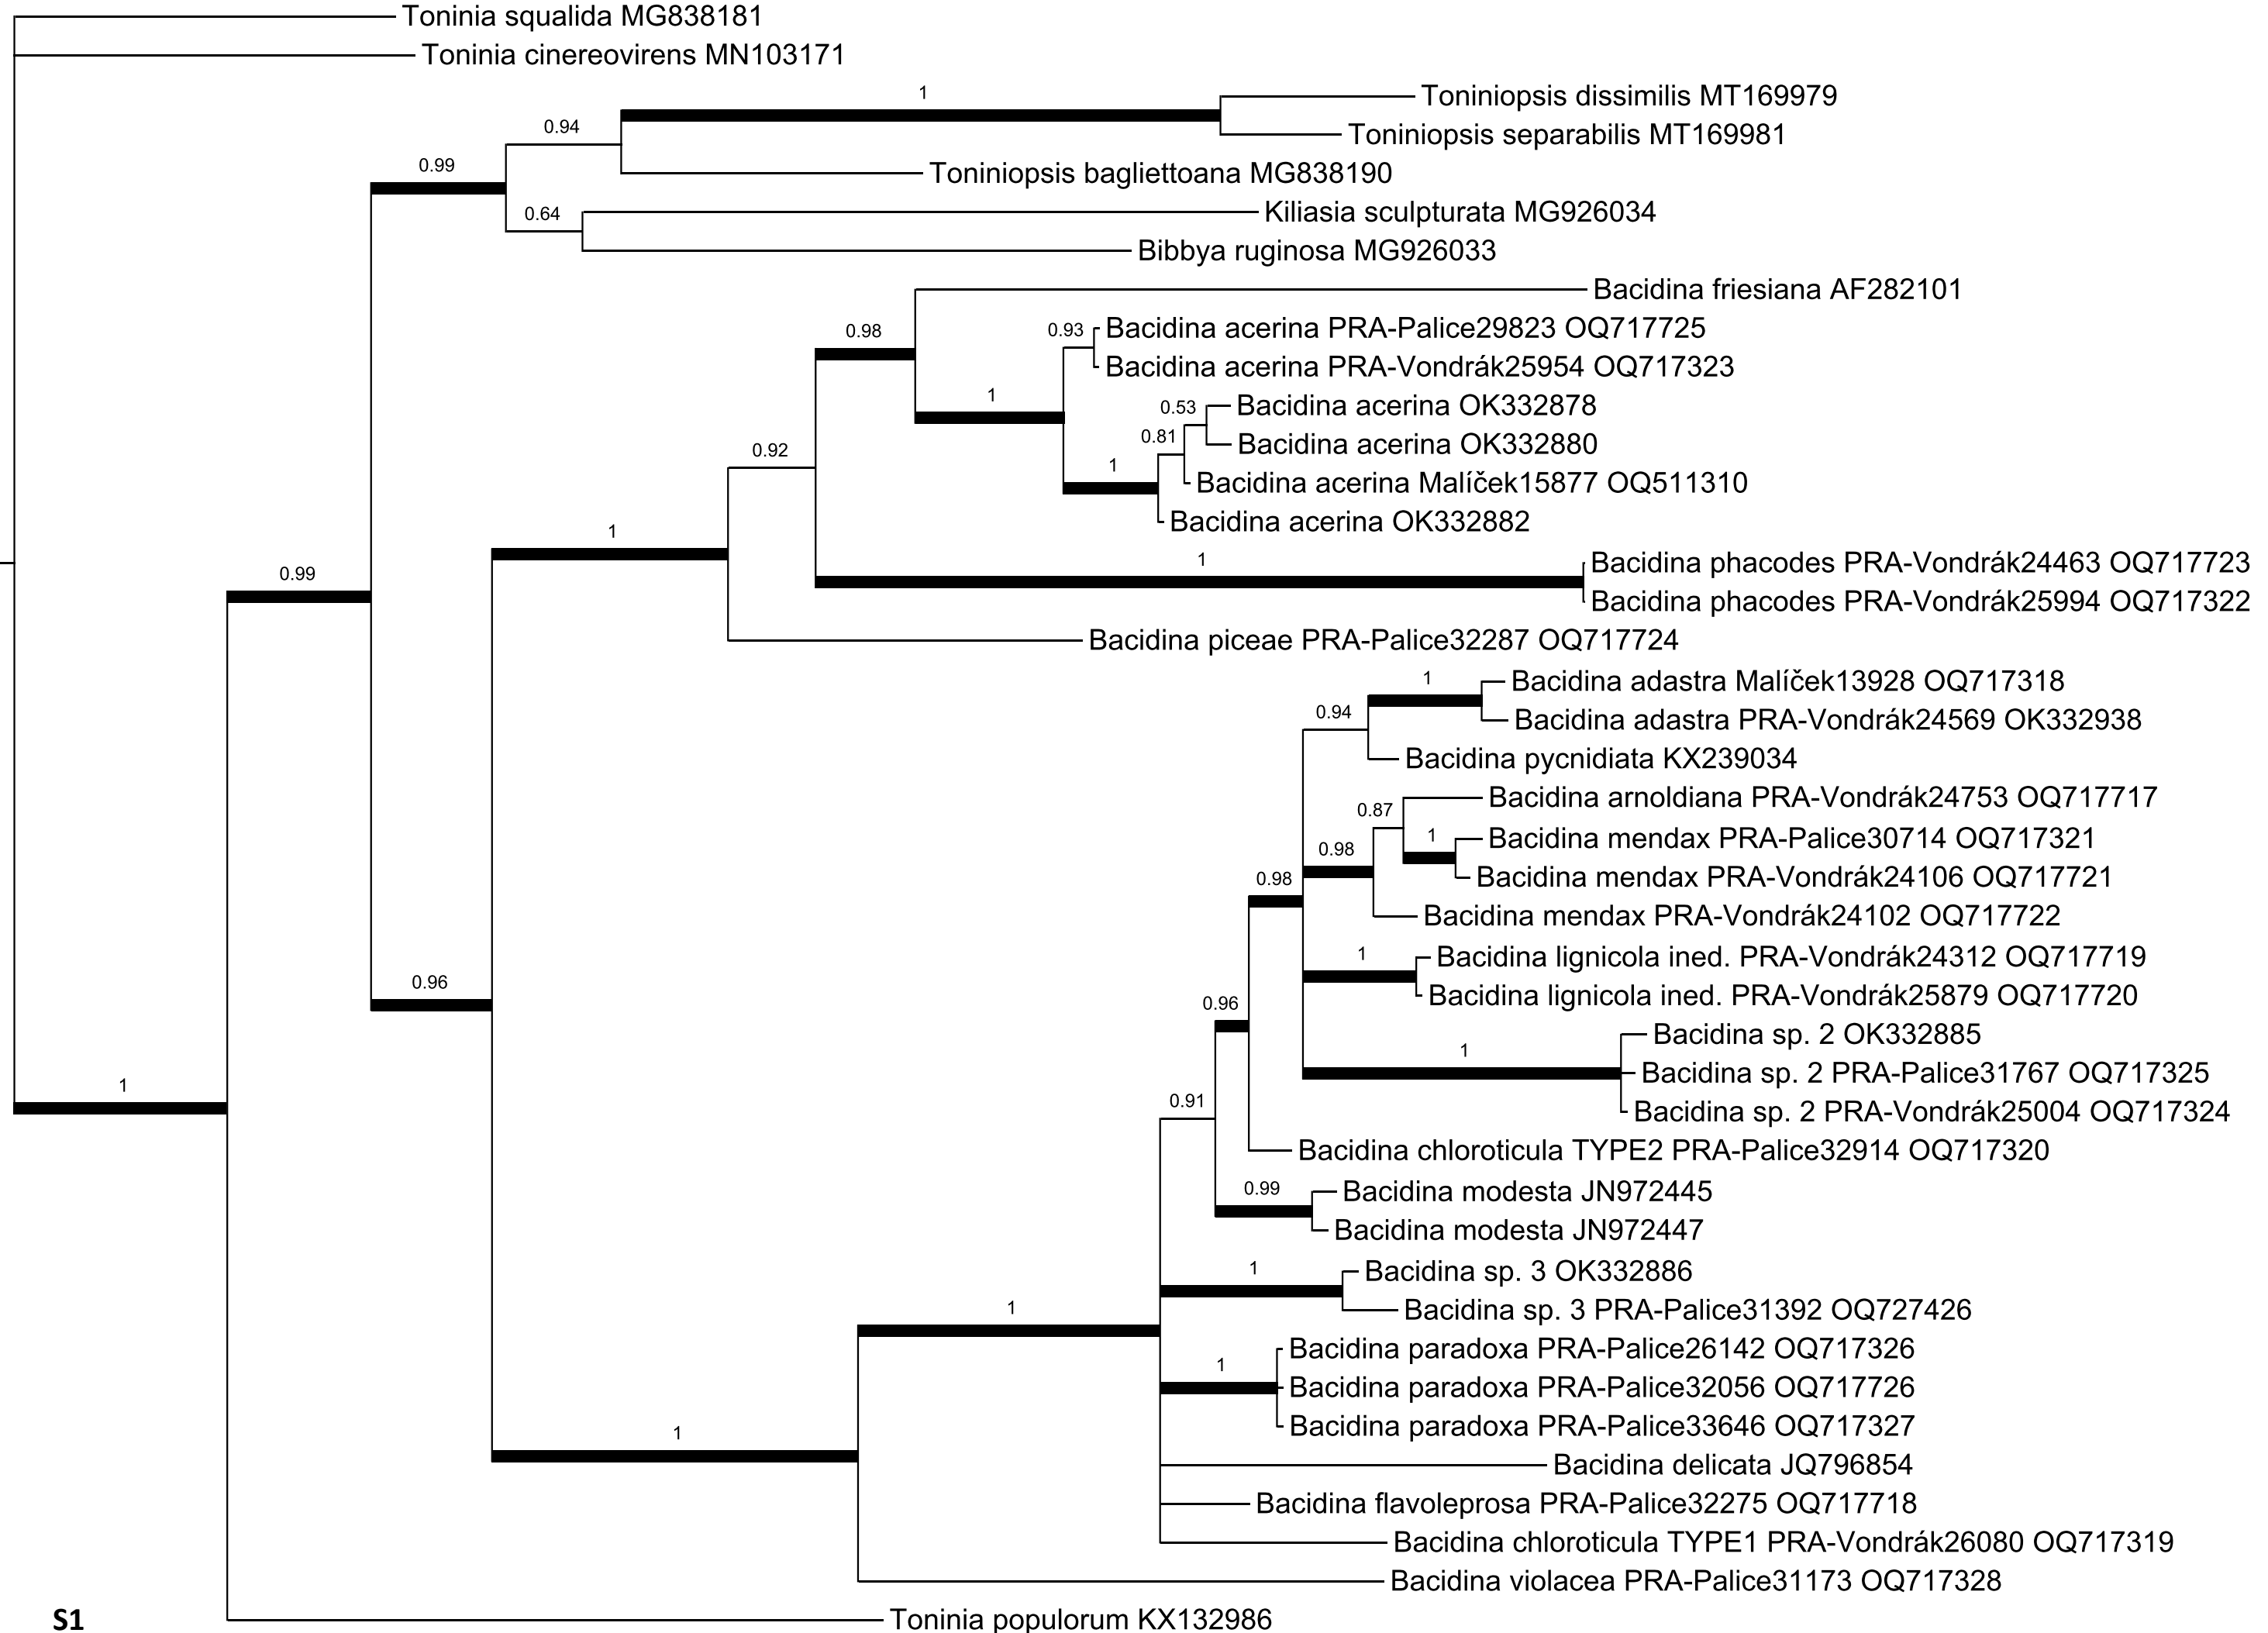 Toninia squalida MG838181
Toninia cinereovirens MN103171
1
Toniniopsis dissimilis MT169979
0.94
Toniniopsis separabilis MT169981
0.99
Toniniopsis bagliettoana MG838190
0.64
Kiliasia sculpturata MG926034
Bibbya ruginosa MG926033
Bacidina friesiana AF282101
0.98
0.93
Bacidina acerina PRA-Palice29823 OQ717725
Bacidina acerina PRA-Vondrák25954 OQ717323
1
0.53
Bacidina acerina OK332878
0.81
Bacidina acerina OK332880
0.92
1
Bacidina acerina Malíček15877 OQ511310
Bacidina acerina OK332882
1
1
Bacidina phacodes PRA-Vondrák24463 OQ717723
0.99
Bacidina phacodes PRA-Vondrák25994 OQ717322
Bacidina piceae PRA-Palice32287 OQ717724
1
Bacidina adastra Malíček13928 OQ717318
0.94
Bacidina adastra PRA-Vondrák24569 OK332938
Bacidina pycnidiata KX239034
Bacidina arnoldiana PRA-Vondrák24753 OQ717717
0.87
1
Bacidina mendax PRA-Palice30714 OQ717321
0.98
Bacidina mendax PRA-Vondrák24106 OQ717721
0.98
Bacidina mendax PRA-Vondrák24102 OQ717722
1
Bacidina lignicola ined. PRA-Vondrák24312 OQ717719
0.96
Bacidina lignicola ined. PRA-Vondrák25879 OQ717720
0.96
Bacidina sp. 2 OK332885
1
Bacidina sp. 2 PRA-Palice31767 OQ717325
1
0.91
Bacidina sp. 2 PRA-Vondrák25004 OQ717324
Bacidina chloroticula TYPE2 PRA-Palice32914 OQ717320
0.99
Bacidina modesta JN972445
Bacidina modesta JN972447
1
Bacidina sp. 3 OK332886
1
Bacidina sp. 3 PRA-Palice31392 OQ727426
Bacidina paradoxa PRA-Palice26142 OQ717326
1
Bacidina paradoxa PRA-Palice32056 OQ717726
Bacidina paradoxa PRA-Palice33646 OQ717327
1
Bacidina delicata JQ796854
Bacidina flavoleprosa PRA-Palice32275 OQ717718
Bacidina chloroticula TYPE1 PRA-Vondrák26080 OQ717319
Bacidina violacea PRA-Palice31173 OQ717328
S1
Toninia populorum KX132986